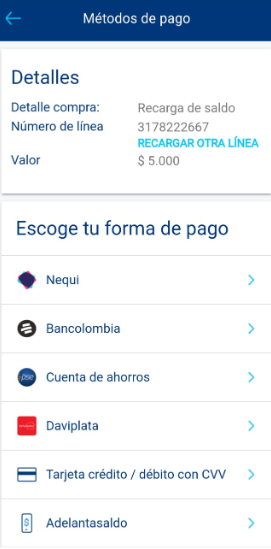 Métodos de pago
Detalles
Detalle compra: Recarga de saldo
Número de línea 3178222667
RECARGAR OTRA LÍNEA
Valor $ 5.000
Escoge tu forma de pago
Nequi
Bancolombia
pse Cuenta de ahorros
Daviplata
Tarjeta crédito / débito con CVV
$ Adelantasaldo